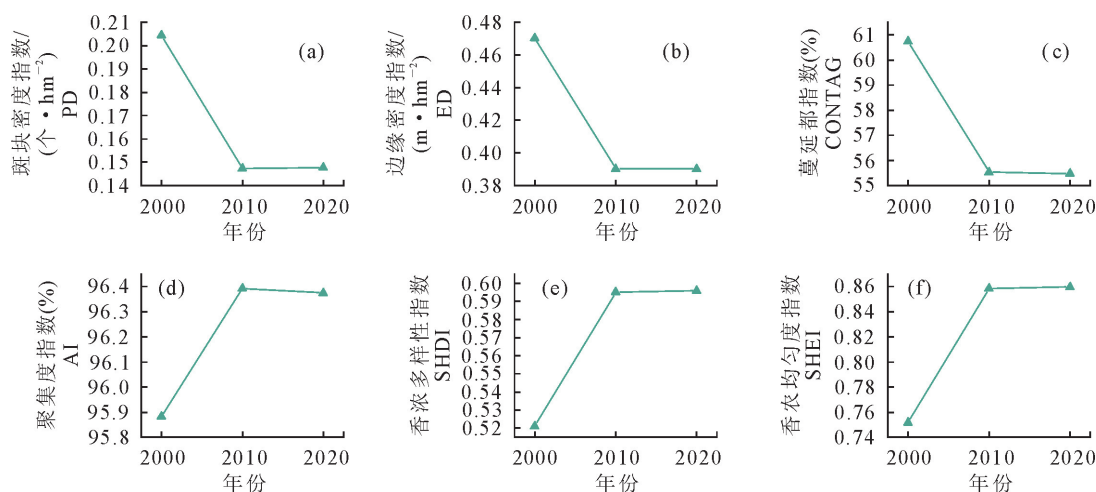 斑块密度指数/
(个·hm⁻²)
PD
0.21
0.20
0.19
0.18
0.17
0.16
0.15
0.14
(a)
2000 2010 2020
年份
边缘密度指数/
(m·hm⁻²)
ED
0.48
0.46
0.44
0.42
0.40
0.38
(b)
2000 2010 2020
年份
蔓延都指数(%)
CONTAG
61
60
59
58
57
56
55
(c)
2000 2010 2020
年份
聚集度指数(%)
AI
96.4
96.3
96.2
96.1
96.0
95.9
95.8
(d)
2000 2010 2020
年份
香浓多样性指数
SHDI
0.60
0.59
0.58
0.57
0.56
0.55
0.54
0.53
0.52
(e)
2000 2010 2020
年份
香农均匀度指数
SHEI
0.86
0.84
0.82
0.80
0.78
0.76
0.74
(f)
2000 2010 2020
年份